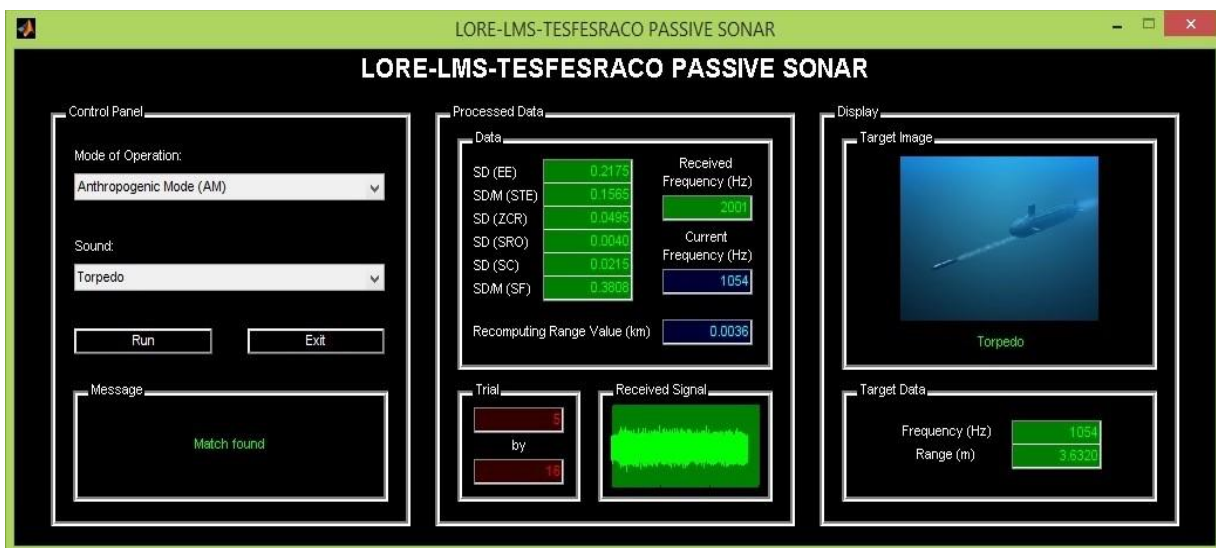 LORE-LMS-TESFESRACO PASSIVE SONAR
LORE-LMS-TESFESRACO PASSIVE SONAR
Control Panel
Mode of Operation:
Anthropogenic Mode (AM)
Sound:
Torpedo
Run Exit
Message
Match found
Processed Data
Data
SD (EE) 0.2175
SD/M (STE) 0.1565
SD (ZCR) 0.0495
SD (SRO) 0.0040
SD (SC) 0.0215
SD/M (SF) 0.3808
Received
Frequency (Hz)
2001
Current
Frequency (Hz)
1054
Recomputing Range Value (km) 0.0036
Trial
5
by
16
Received Signal
Display
Target Image
Torpedo
Target Data
Frequency (Hz) 1054
Range (m) 3.6320